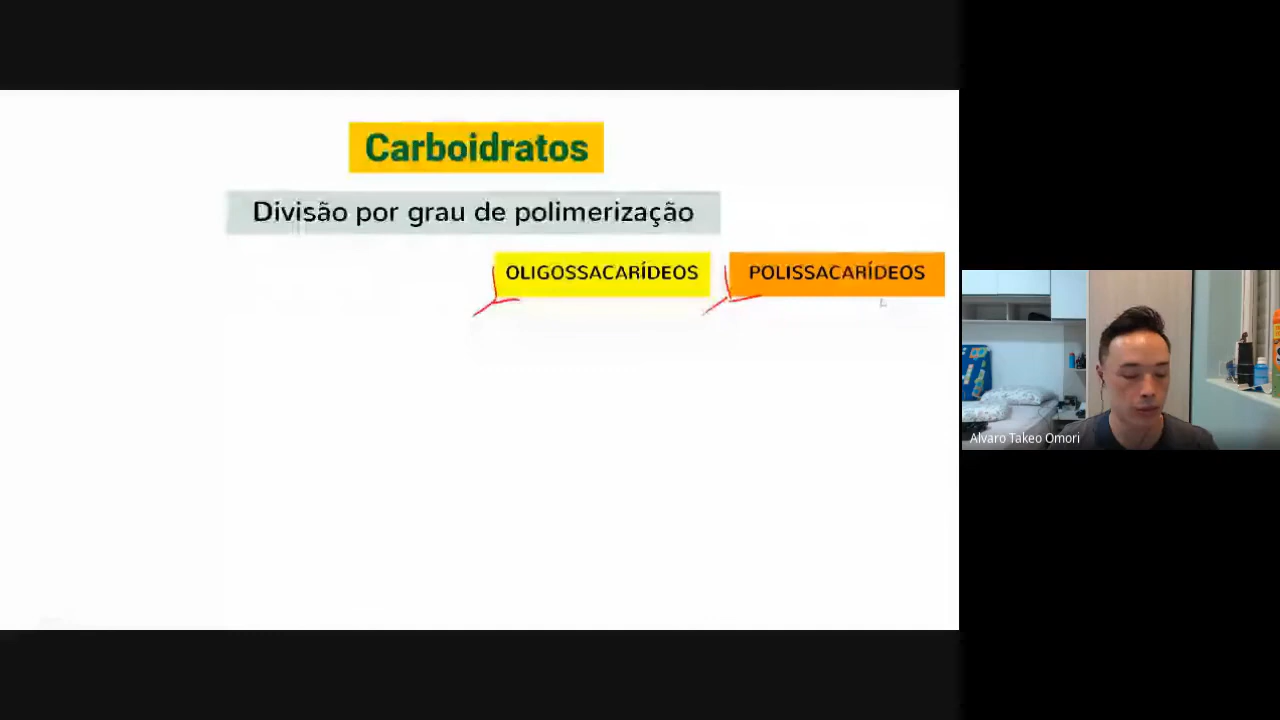 Carboidratos
Divisão por grau de polimerização
OLIGOSSACARÍDEOS
POLISSACARÍDEOS
Alvaro Takeo Omori